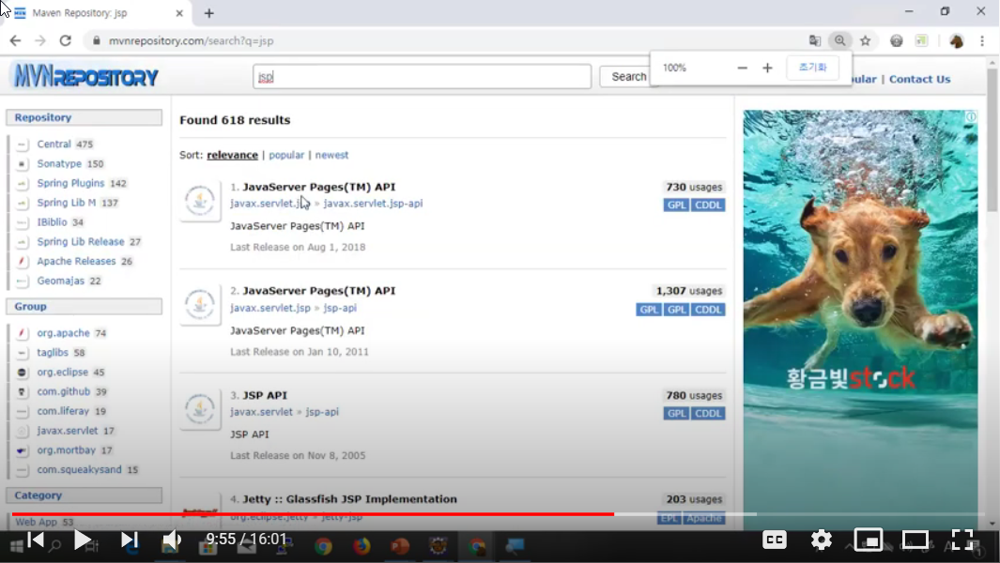 Maven Repository: jsp
mvnrepository.com/search?q=jsp
MVNREPOSITORY
jsp
Search
100%
초기화
ular | Contact Us
Repository
Central 475
Sonatype 150
Spring Plugins 142
Spring Lib M 137
IBiblio 34
Spring Lib Release 27
Apache Releases 26
Geomajas 22
Group
org.apache 74
taglibs 58
org.eclipse 45
com.github 39
com.liferay 19
javax.servlet 17
org.mortbay 17
com.squeakysand 15
Category
Web App 53
Found 618 results
Sort: relevance | popular | newest
1. JavaServer Pages(TM) API
730 usages
javax.servlet.jsp » javax.servlet.jsp-api
GPL CDDL
JavaServer Pages(TM) API
Last Release on Aug 1, 2018
2. JavaServer Pages(TM) API
1,307 usages
javax.servlet.jsp » jsp-api
GPL GPL CDDL
JavaServer Pages(TM) API
Last Release on Jan 10, 2011
3. JSP API
780 usages
javax.servlet » jsp-api
GPL CDDL
JSP API
Last Release on Nov 8, 2005
4. Jetty :: Glassfish JSP Implementation
203 usages
org.eclipse.jetty » jetty-jsp
EPL Apache
황금빛stock
9:55 / 16:01
CC